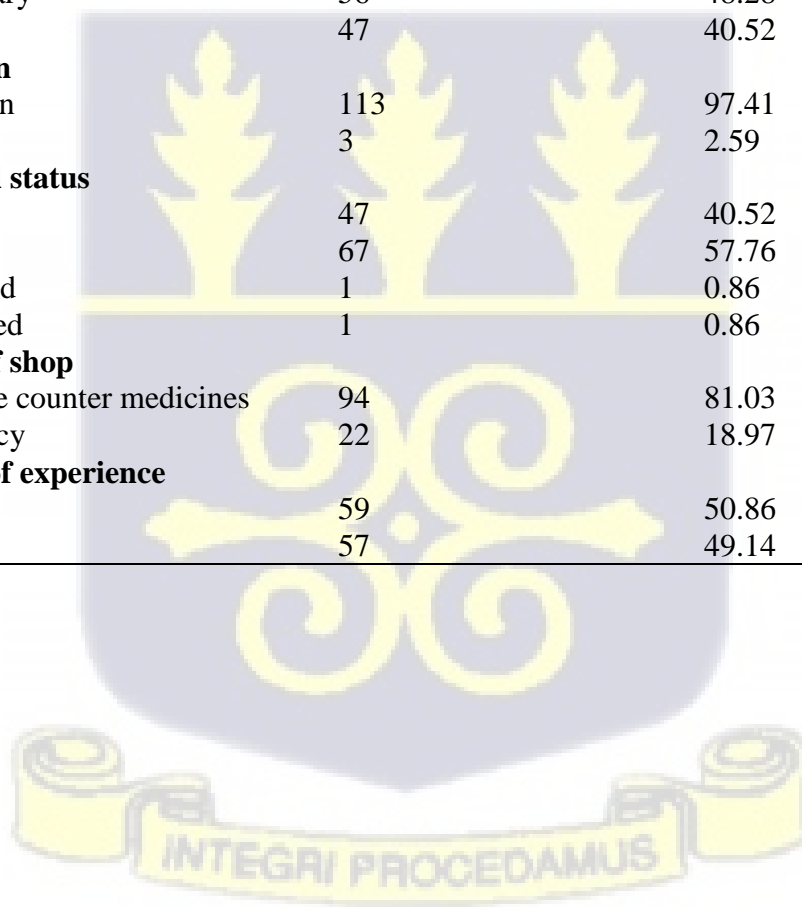 47 40.52
n
n 113 97.41
3 2.59
status
47 40.52
67 57.76
d 1 0.86
ed 1 0.86
f shop
e counter medicines 94 81.03
cy 22 18.97
of experience
59 50.86
57 49.14
INTEGRI PROCEDAMUS